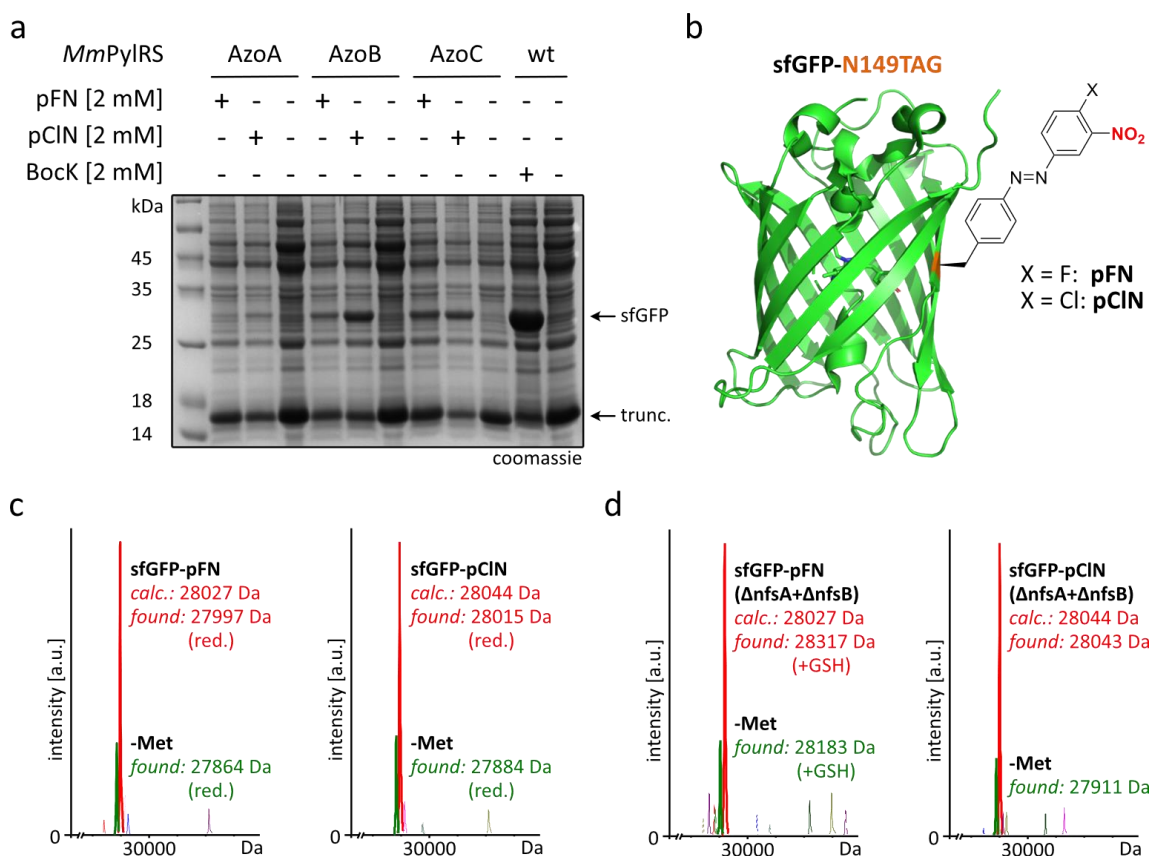 a
MmPylRS AzoA AzoB AzoC wt
pFN [2 mM] + - - + - - + - - - -
pClN [2 mM] - + - - + - - + - - -
BocK [2 mM] - - - - - - - - - + -
kDa
45
35
25
18
14
sfGFP
trunc.
coomassie
b
sfGFP-N149TAG
X
NO2
N=N
X = F: pFN
X = Cl: pClN
c
intensity [a.u.]
sfGFP-pFN
calc.: 28027 Da
found: 27997 Da
(red.)
-Met
found: 27864 Da
(red.)
0
30000 Da
intensity [a.u.]
sfGFP-pClN
calc.: 28044 Da
found: 28015 Da
(red.)
-Met
found: 27884 Da
(red.)
0
30000 Da
d
intensity [a.u.]
sfGFP-pFN
(ΔnfsA+ΔnfsB)
calc.: 28027 Da
found: 28317 Da
(+GSH)
-Met
found: 28183 Da
(+GSH)
0
30000 Da
intensity [a.u.]
sfGFP-pClN
(ΔnfsA+ΔnfsB)
calc.: 28044 Da
found: 28043 Da
-Met
found: 27911 Da
0
30000 Da